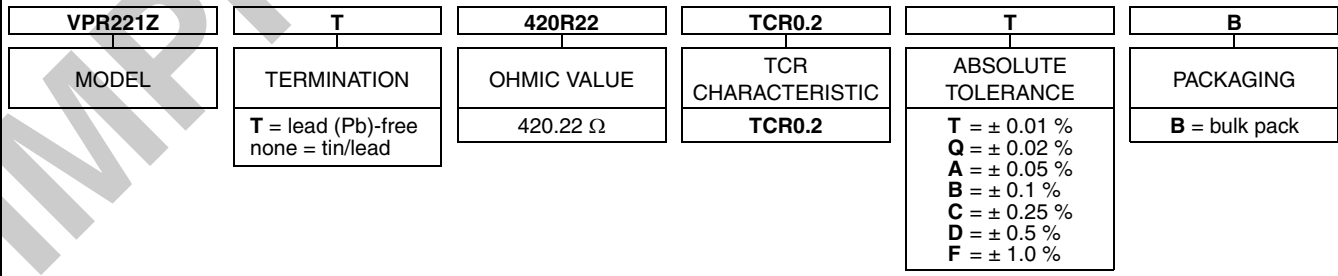 VPR221Z T 420R22 TCR0.2 T B
MODEL
TERMINATION
T = lead (Pb)-free
none = tin/lead
OHMIC VALUE
420.22 Ω
TCR
CHARACTERISTIC
TCR0.2
ABSOLUTE
TOLERANCE
T = ± 0.01 %
Q = ± 0.02 %
A = ± 0.05 %
B = ± 0.1 %
C = ± 0.25 %
D = ± 0.5 %
F = ± 1.0 %
PACKAGING
B = bulk pack